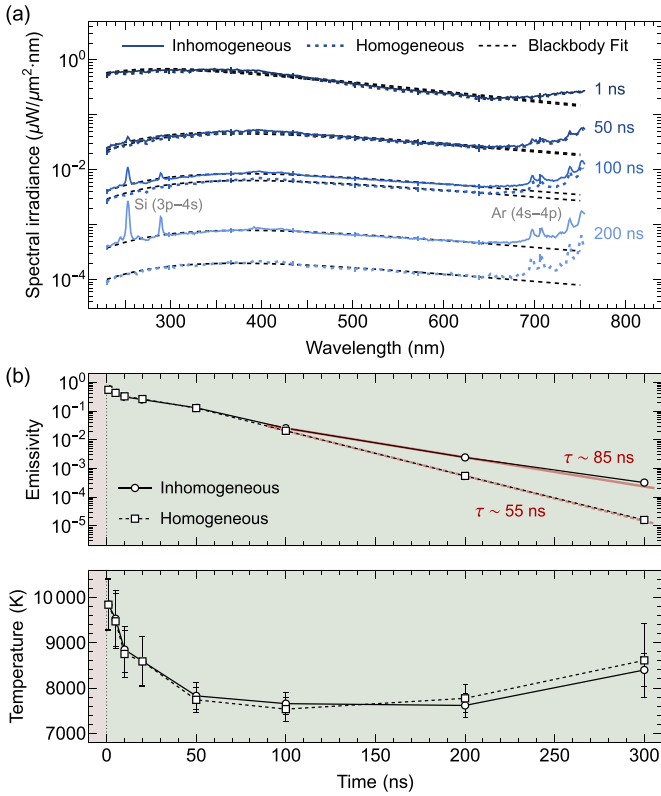 (a)
Inhomogeneous Homogeneous Blackbody Fit
Spectral irradiance (µW/µm²·nm)
10⁰
10⁻²
10⁻⁴
1 ns
50 ns
100 ns
200 ns
Si (3p–4s)
Ar (4s–4p)
300 400 500 600 700 800
Wavelength (nm)
(b)
Emissivity
10⁰
10⁻¹
10⁻²
10⁻³
10⁻⁴
10⁻⁵
Inhomogeneous
Homogeneous
τ ~ 85 ns
τ ~ 55 ns
Temperature (K)
10 000
9000
8000
7000
0 50 100 150 200 250 300
Time (ns)